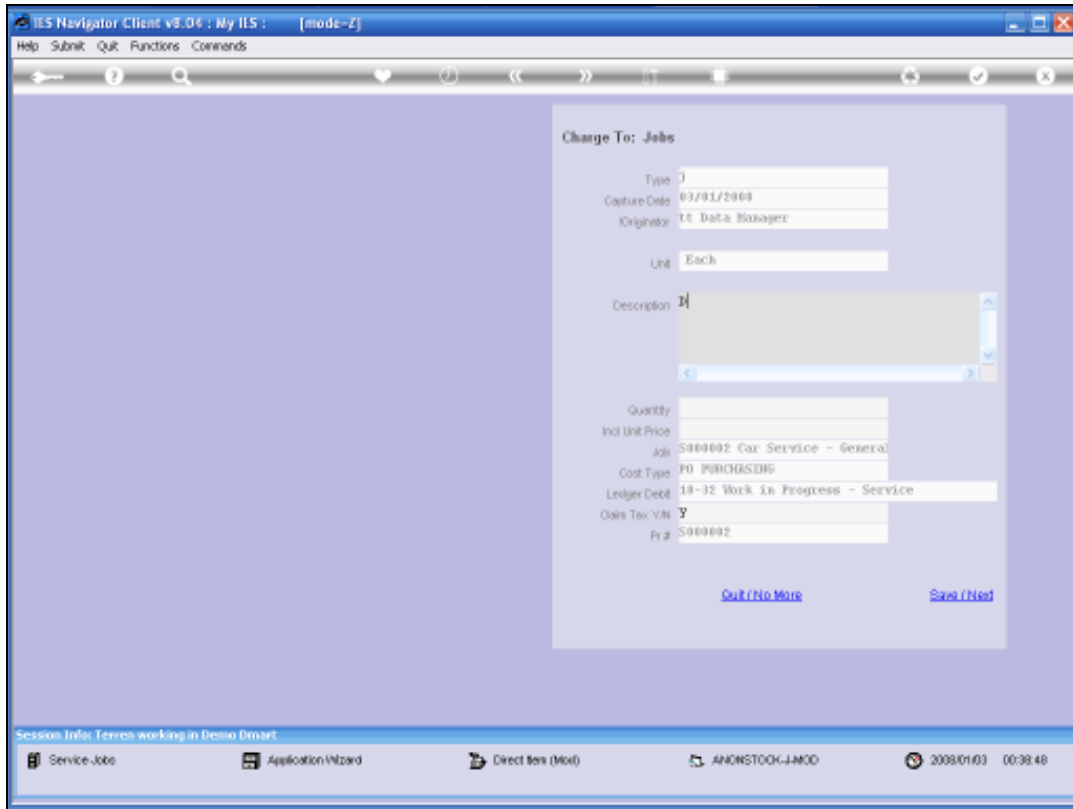 IES Navigator Client v8.04 : My IES : [mode=Z]
Help Submit Quit Functions Commands
Charge To: Jobs
Type J
Capture Date 03/01/2008
!Originator tt Data Manager
Unit Each
Description D
Quantity
Incl Unit Price
Job S000002 Car Service - General
Cost Type PO PURCHASING
Ledger Debit 18-32 Work in Progress - Service
Claim Tax Y/N Y
Pr # S000002
Quit / No More Save / Next
Session Info: Terren working in Demo Dmart
Service Jobs Application Wizard Direct Item (Mod) ANONSTOCK-J-MOD 2008/01/03 00:38:48